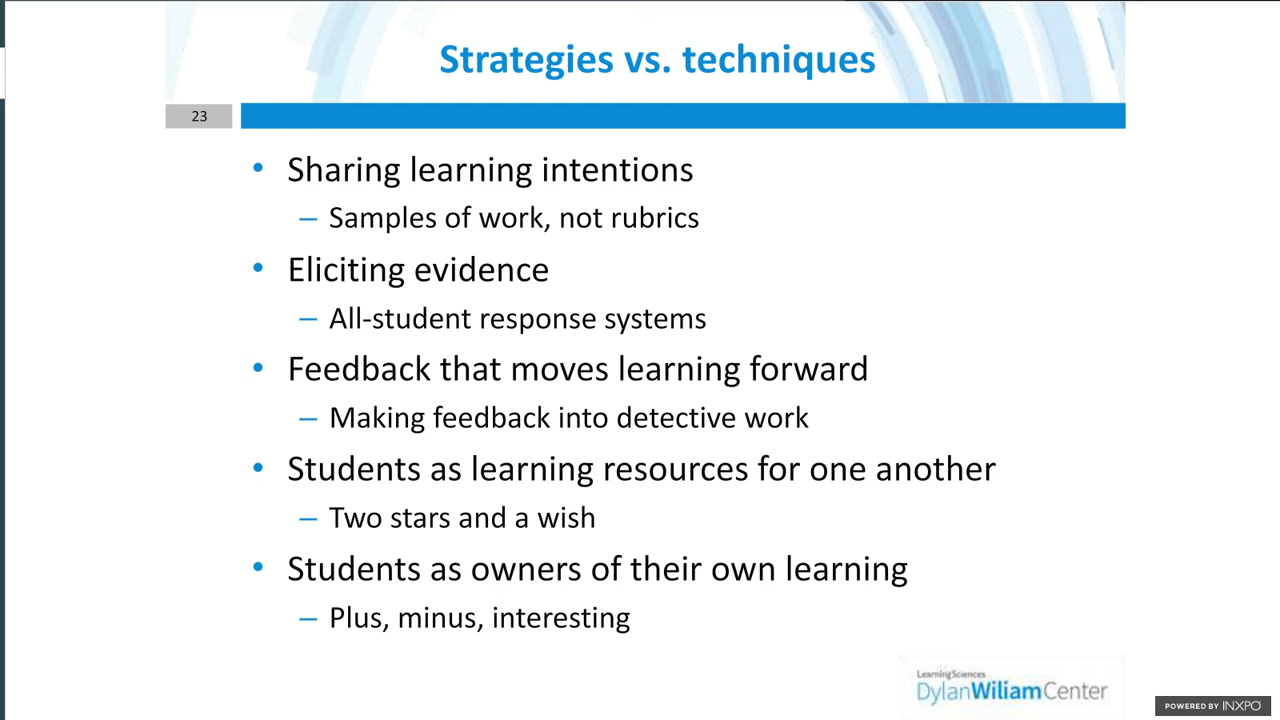 Strategies vs. techniques
23
• Sharing learning intentions
– Samples of work, not rubrics
• Eliciting evidence
– All-student response systems
• Feedback that moves learning forward
– Making feedback into detective work
• Students as learning resources for one another
– Two stars and a wish
• Students as owners of their own learning
– Plus, minus, interesting
LearningSciences
DylanWiliamCenter
POWERED BY INXPO